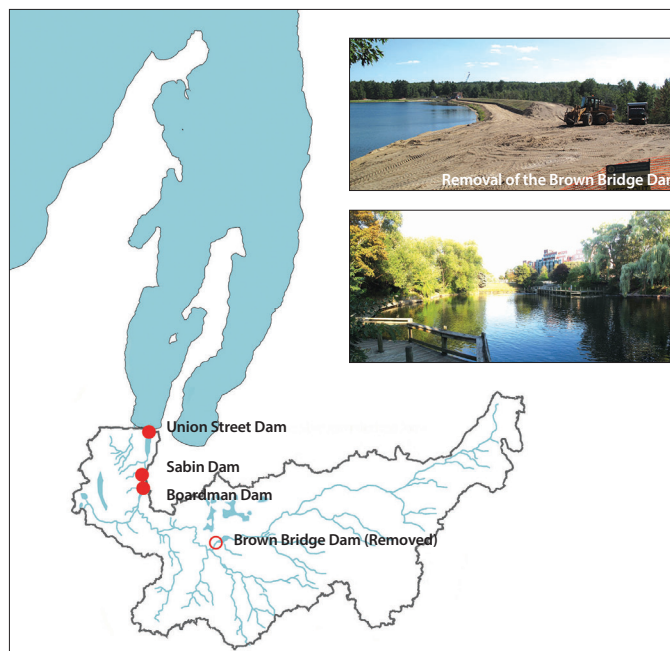 Removal of the Brown Bridge Dam
Union Street Dam
Sabin Dam
Boardman Dam
Brown Bridge Dam (Removed)